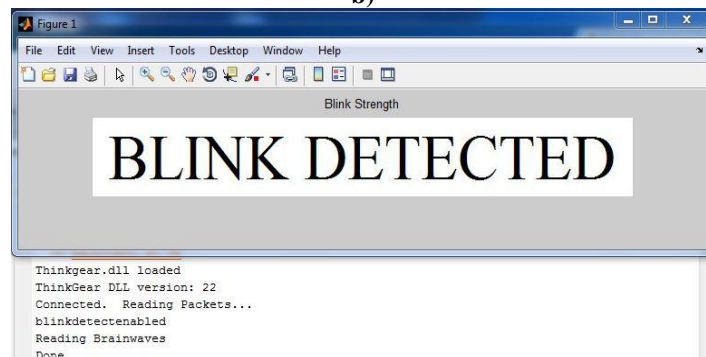 b)
Figure 1
File Edit View Insert Tools Desktop Window Help
Blink Strength
BLINK DETECTED
Thinkgear.dll loaded
ThinkGear DLL version: 22
Connected. Reading Packets...
blinkdetectenabled
Reading Brainwaves
Done